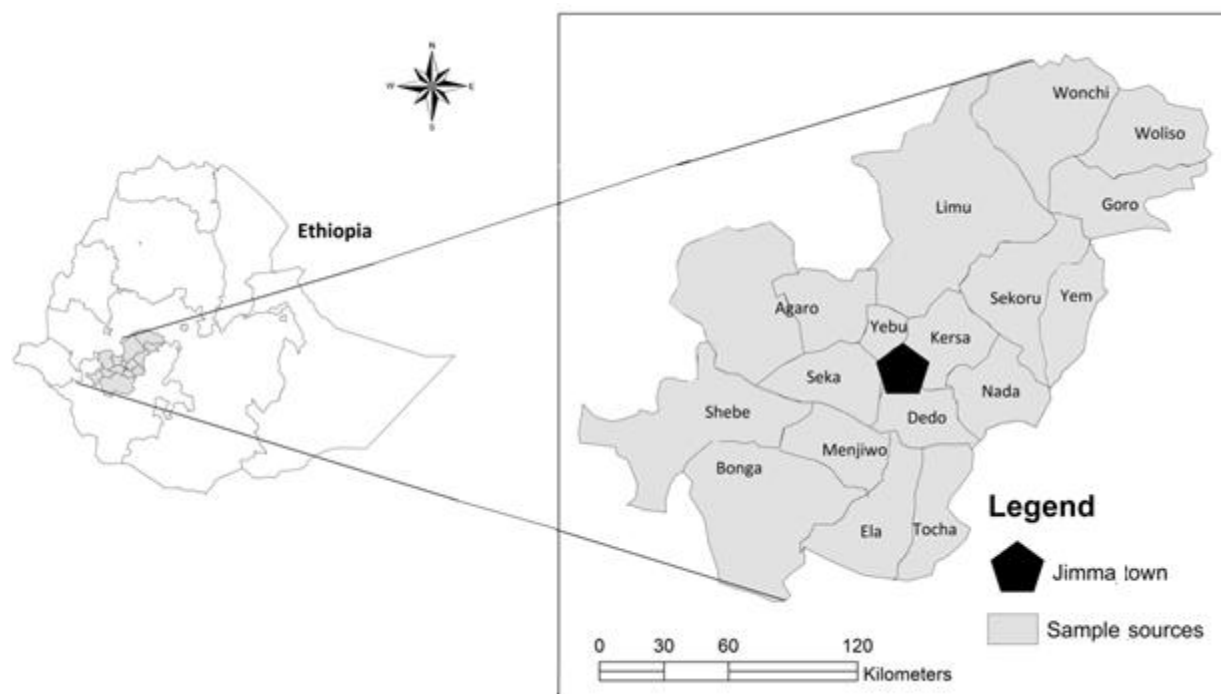 N
W E
S
Ethiopia
Wonchi
Woliso
Goro
Limu
Sekoru
Yem
Agaro
Yebu
Kersa
Seka
Nada
Shebe
Dedo
Menjiwo
Bonga
Ela
Tocha
Legend
Jimma town
Sample sources
0 30 60 120
Kilometers